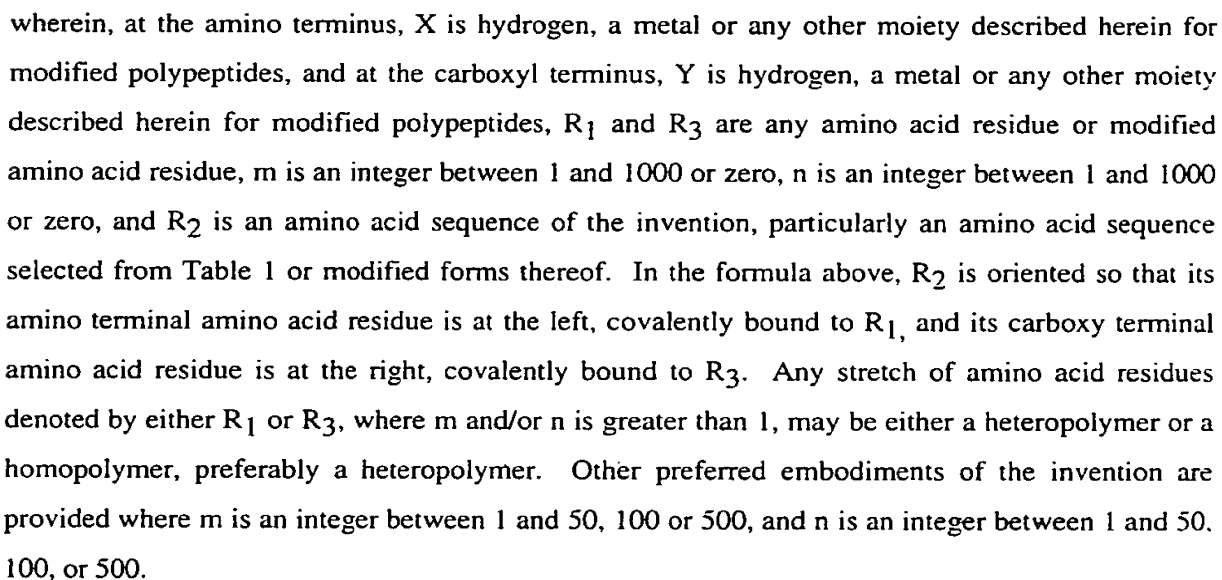 wherein, at the amino terminus, X is hydrogen, a metal or any other moiety described herein for
modified polypeptides, and at the carboxyl terminus, Y is hydrogen, a metal or any other moiety
described herein for modified polypeptides, R1 and R3 are any amino acid residue or modified
amino acid residue, m is an integer between 1 and 1000 or zero, n is an integer between 1 and 1000
or zero, and R2 is an amino acid sequence of the invention, particularly an amino acid sequence
selected from Table 1 or modified forms thereof. In the formula above, R2 is oriented so that its
amino terminal amino acid residue is at the left, covalently bound to R1, and its carboxy terminal
amino acid residue is at the right, covalently bound to R3. Any stretch of amino acid residues
denoted by either R1 or R3, where m and/or n is greater than 1, may be either a heteropolymer or a
homopolymer, preferably a heteropolymer. Other preferred embodiments of the invention are
provided where m is an integer between 1 and 50, 100 or 500, and n is an integer between 1 and 50.
100, or 500.